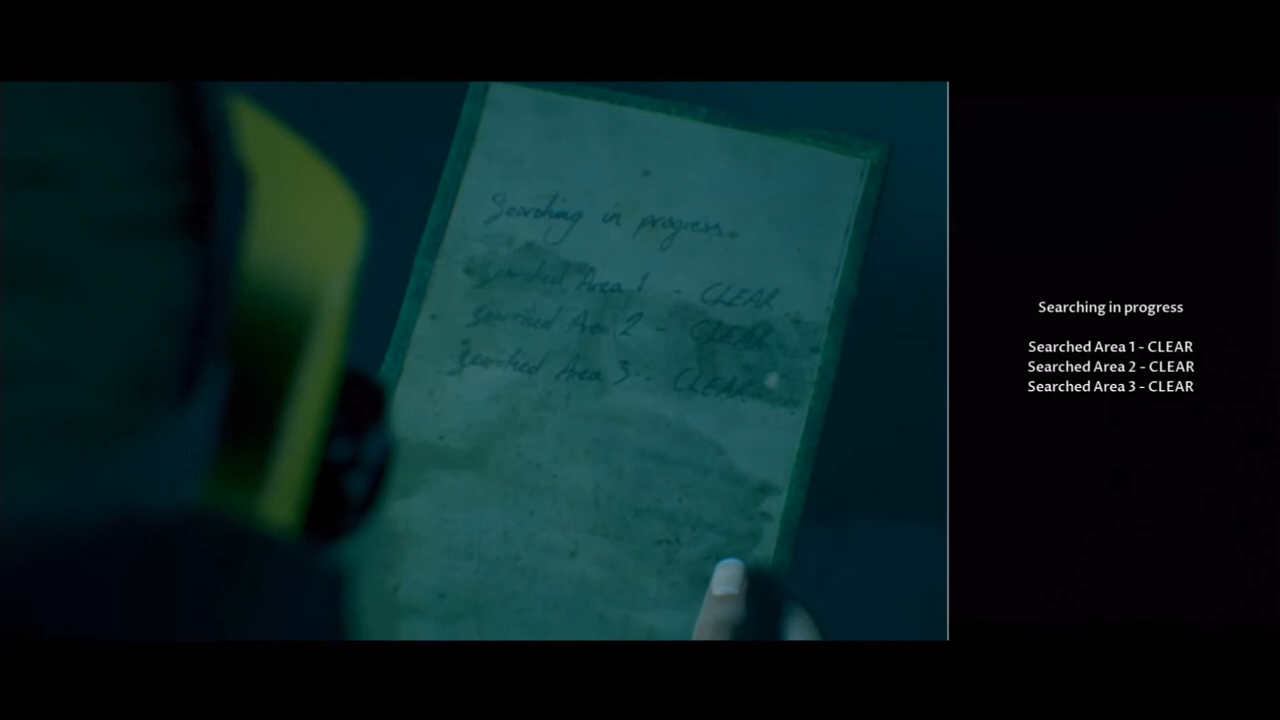 Searching in progress.
Searched Area 1 - CLEAR
Searched Area 2 - CLEAR
Searched Area 3 - CLEAR
Searching in progress
Searched Area 1 - CLEAR
Searched Area 2 - CLEAR
Searched Area 3 - CLEAR